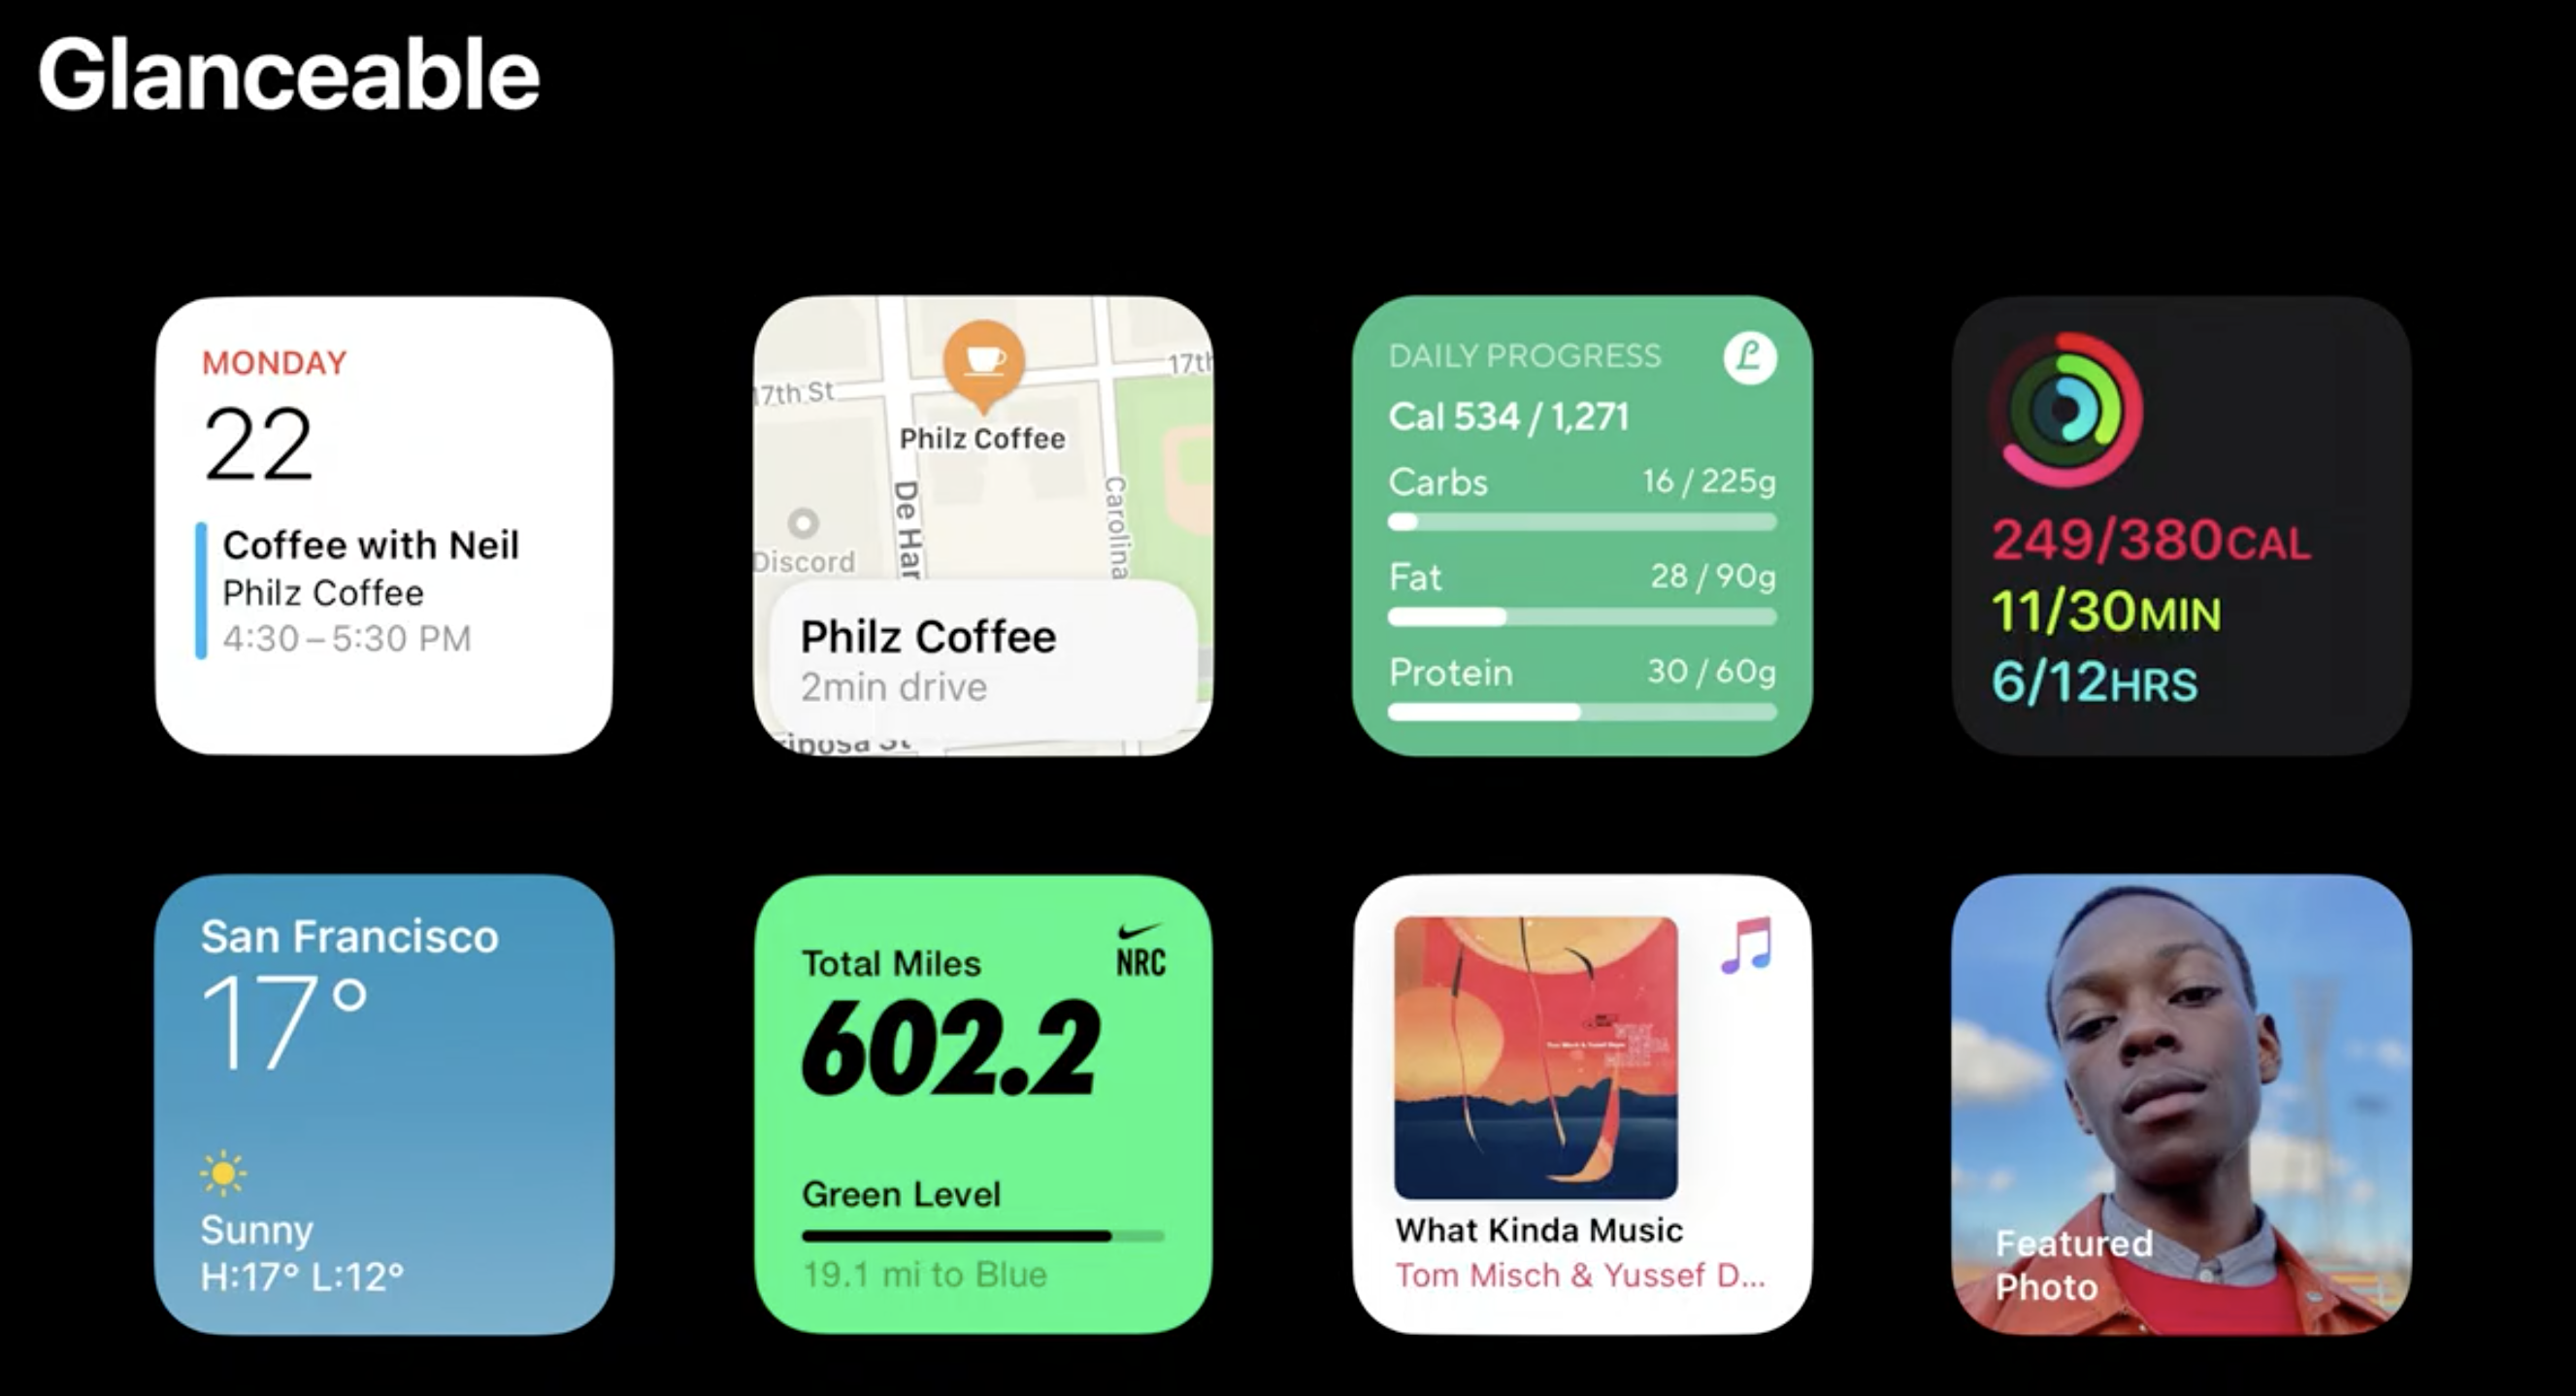 Glanceable
MONDAY
22
Coffee with Neil
Philz Coffee
4:30–5:30 PM
17th St
17th
Philz Coffee
De Har
Carolina
Discord
Philz Coffee
2min drive
DAILY PROGRESS
Cal 534 / 1,271
Carbs 16 / 225g
Fat 28 / 90g
Protein 30 / 60g
249/380CAL
11/30MIN
6/12HRS
San Francisco
17°
Sunny
H:17° L:12°
NRC
Total Miles
602.2
Green Level
19.1 mi to Blue
What Kinda Music
Tom Misch & Yussef D...
Featured
Photo